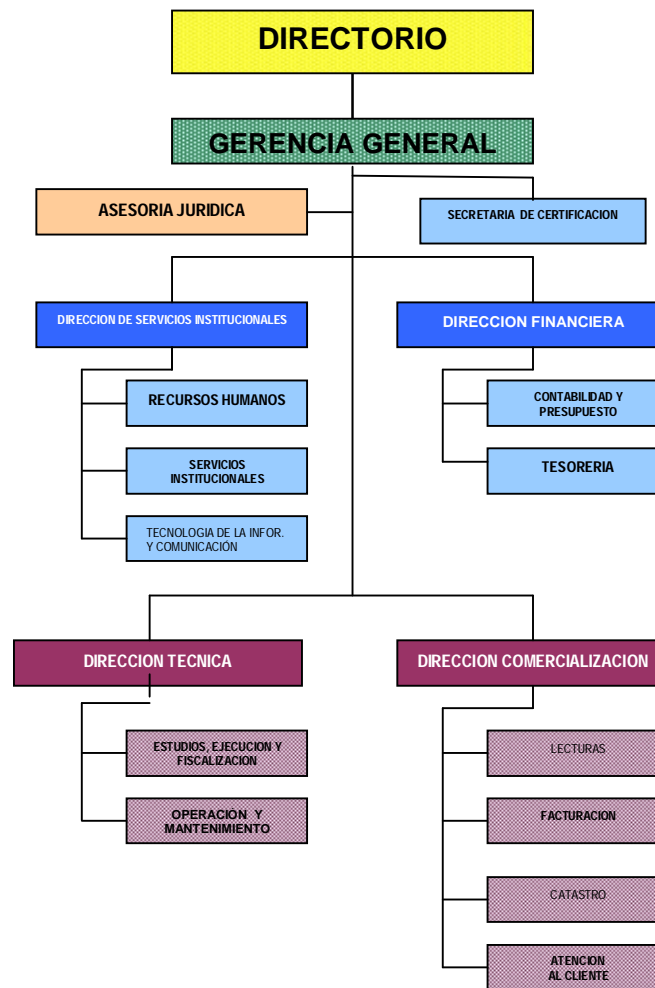 DIRECTORIO
GERENCIA GENERAL
ASESORIA JURIDICA
SECRETARIA DE CERTIFICACION
DIRECCION DE SERVICIOS INSTITUCIONALES
DIRECCION FINANCIERA
RECURSOS HUMANOS
CONTABILIDAD Y
PRESUPUESTO
SERVICIOS
INSTITUCIONALES
TESORERIA
TECNOLOGIA DE LA INFOR.
Y COMUNICACIÓN
DIRECCION TECNICA
DIRECCION COMERCIALIZACION
ESTUDIOS, EJECUCION Y
FISCALIZACION
LECTURAS
OPERACIÓN Y
MANTENIMIENTO
FACTURACION
CATASTRO
ATENCION
AL CLIENTE